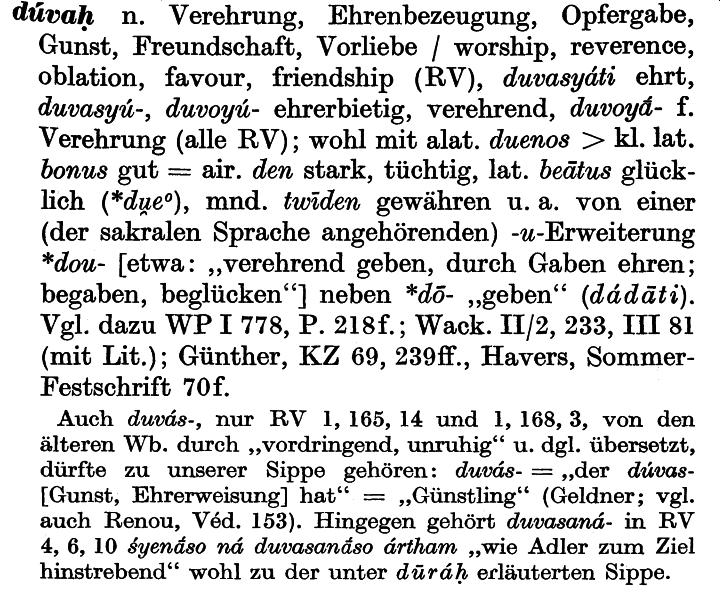 dúvaḥ n. Verehrung, Ehrenbezeugung, Opfergabe,
Gunst, Freundschaft, Vorliebe / worship, reverence,
oblation, favour, friendship (RV), duvasyáti ehrt,
duvasyú-, duvoyú- ehrerbietig, verehrend, duvoyā́- f.
Verehrung (alle RV); wohl mit alat. duenos > kl. lat.
bonus gut = air. den stark, tüchtig, lat. beātus glück-
lich (*du̯eº), mnd. twīden gewähren u. a. von einer
(der sakralen Sprache angehörenden) -u-Erweiterung
*dou- [etwa: „verehrend geben, durch Gaben ehren;
begaben, beglücken“] neben *dō- „geben“ (dádāti).
Vgl. dazu WP I 778, P. 218f.; Wack. II/2, 233, III 81
(mit Lit.); Günther, KZ 69, 239ff., Havers, Sommer-
Festschrift 70f.
Auch duvás-, nur RV 1, 165, 14 und 1, 168, 3, von den
älteren Wb. durch „vordringend, unruhig“ u. dgl. übersetzt,
dürfte zu unserer Sippe gehören: duvás- = „der dúvas-
[Gunst, Ehrerweisung] hat“ = „Günstling“ (Geldner; vgl.
auch Renou, Véd. 153). Hingegen gehört duvasaná- in RV
4, 6, 10 śyenā́so ná duvasanā́so ártham „wie Adler zum Ziel
hinstrebend“ wohl zu der unter dūráḥ erläuterten Sippe.